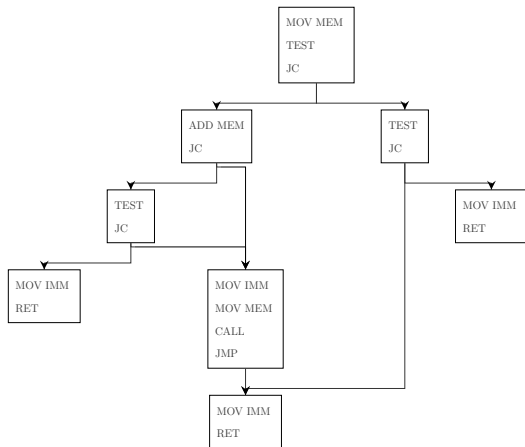 MOV MEM
TEST
JC
ADD MEM
JC
TEST
JC
TEST
JC
MOV IMM
RET
MOV IMM
RET
MOV IMM
MOV MEM
CALL
JMP
MOV IMM
RET